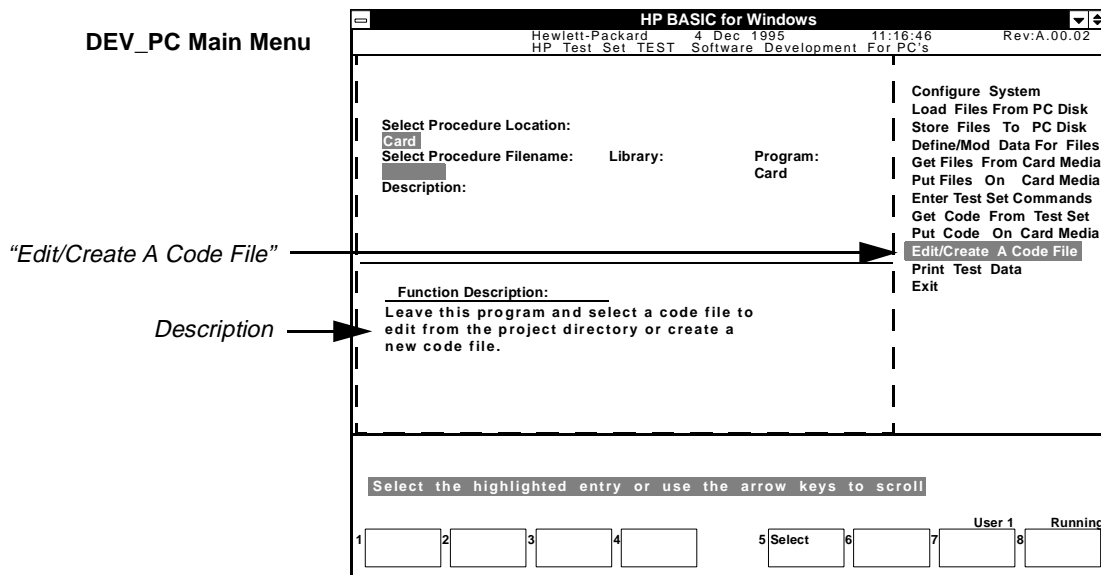 DEV_PC Main Menu
HP BASIC for Windows
Hewlett-Packard 4 Dec 1995 11:16:46 Rev:A.00.02
HP Test Set TEST Software Development For PC's
Select Procedure Location:
Card
Select Procedure Filename: Library: Program:
Card
Description:
Configure System
Load Files From PC Disk
Store Files To PC Disk
Define/Mod Data For Files
Get Files From Card Media
Put Files On Card Media
Enter Test Set Commands
Get Code From Test Set
Put Code On Card Media
Edit/Create A Code File
Print Test Data
Exit
"Edit/Create A Code File"
Function Description:
Leave this program and select a code file to
edit from the project directory or create a
new code file.
Description
Select the highlighted entry or use the arrow keys to scroll
User 1 Running
1 2 3 4 5 Select 6 7 8